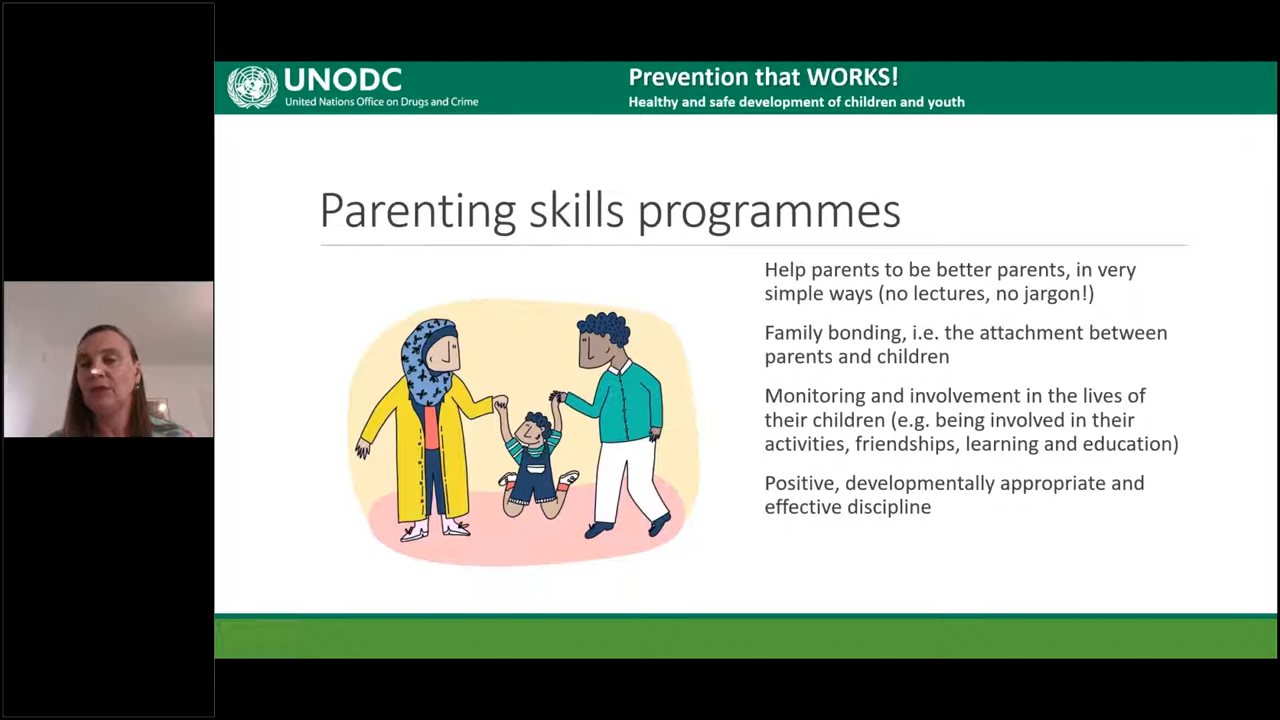 UNODC
United Nations Office on Drugs and Crime
Prevention that WORKS!
Healthy and safe development of children and youth
Parenting skills programmes
Help parents to be better parents, in very
simple ways (no lectures, no jargon!)
Family bonding, i.e. the attachment between
parents and children
Monitoring and involvement in the lives of
their children (e.g. being involved in their
activities, friendships, learning and education)
Positive, developmentally appropriate and
effective discipline